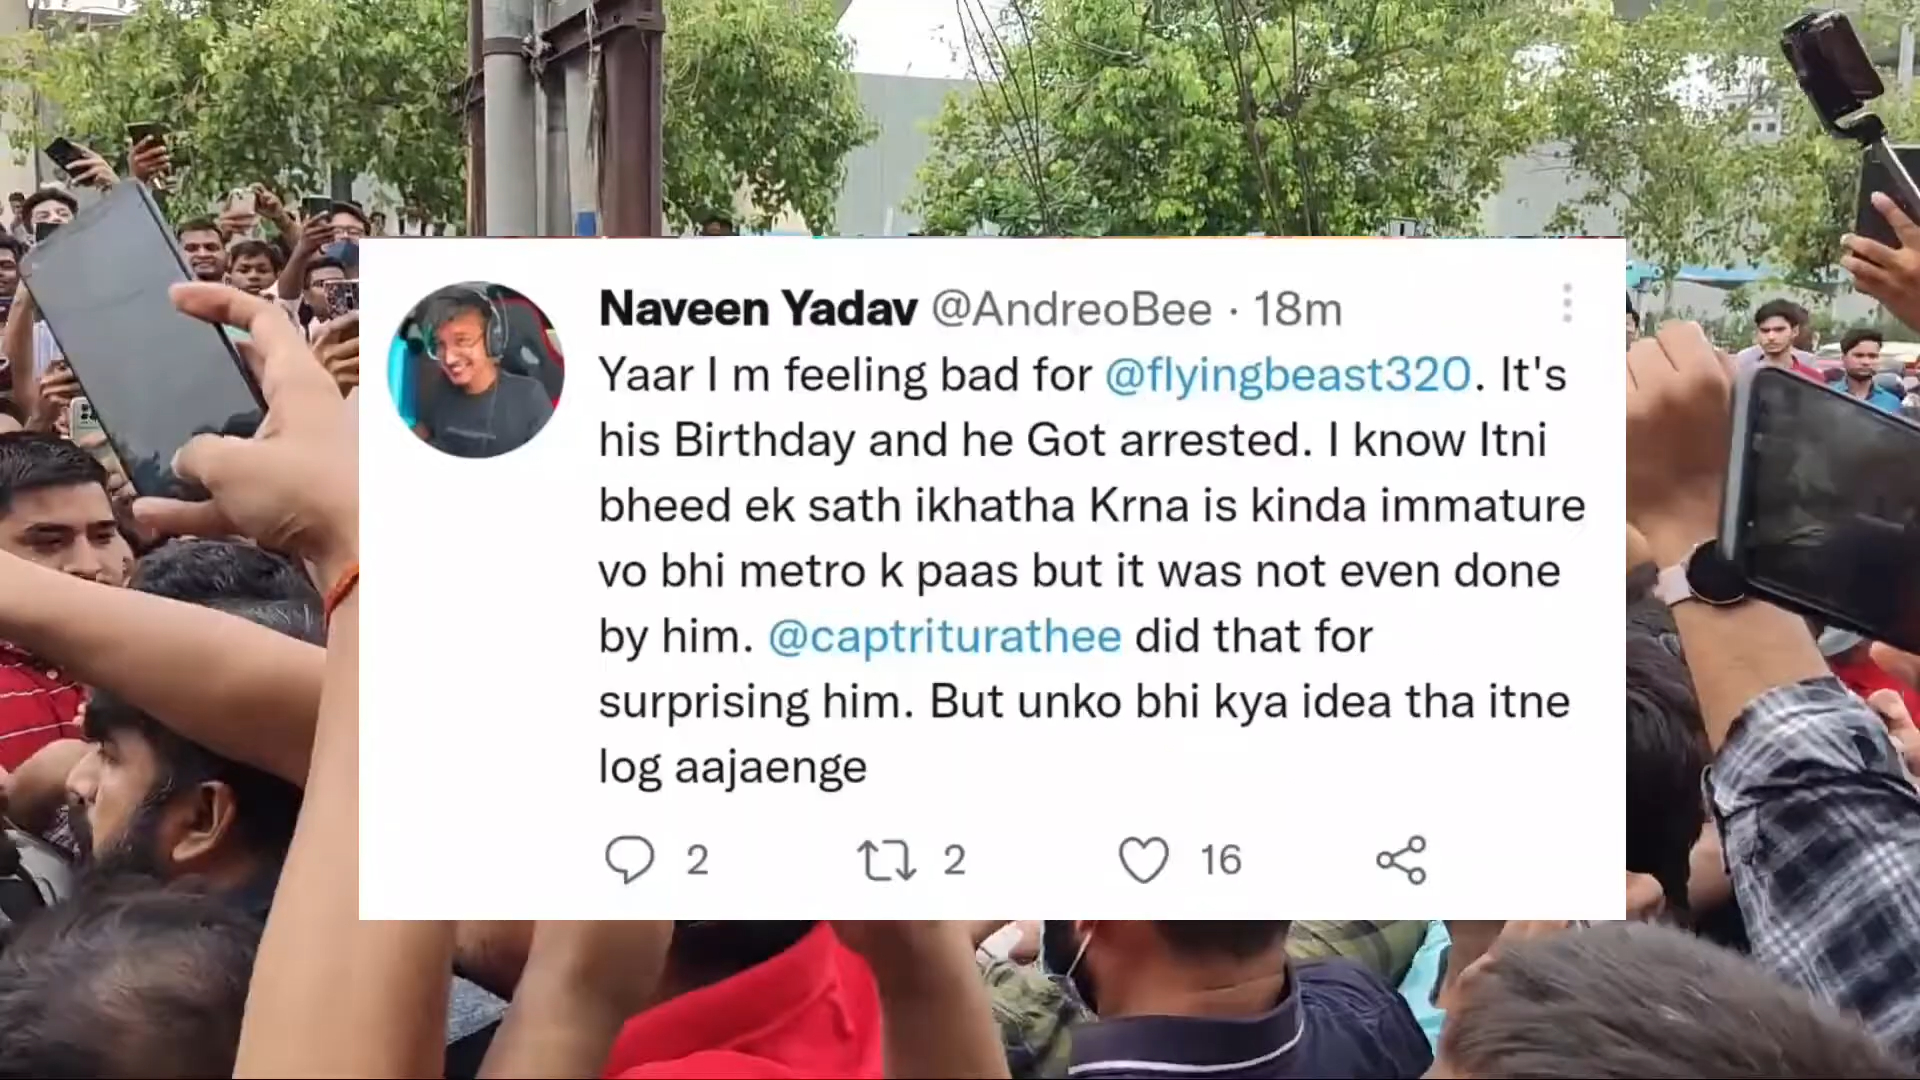 Naveen Yadav @AndreoBee · 18m
Yaar I m feeling bad for @flyingbeast320. It's
his Birthday and he Got arrested. I know Itni
bheed ek sath ikhatha Krna is kinda immature
vo bhi metro k paas but it was not even done
by him. @captriturathee did that for
surprising him. But unko bhi kya idea tha itne
log aajaenge
2 2 16